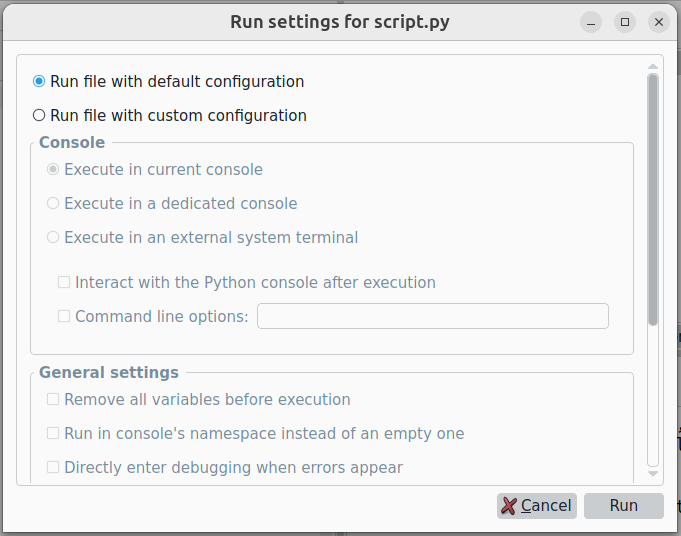 Run settings for script.py
Run file with default configuration
Run file with custom configuration
Console
Execute in current console
Execute in a dedicated console
Execute in an external system terminal
Interact with the Python console after execution
Command line options:
General settings
Remove all variables before execution
Run in console's namespace instead of an empty one
Directly enter debugging when errors appear
Cancel
Run